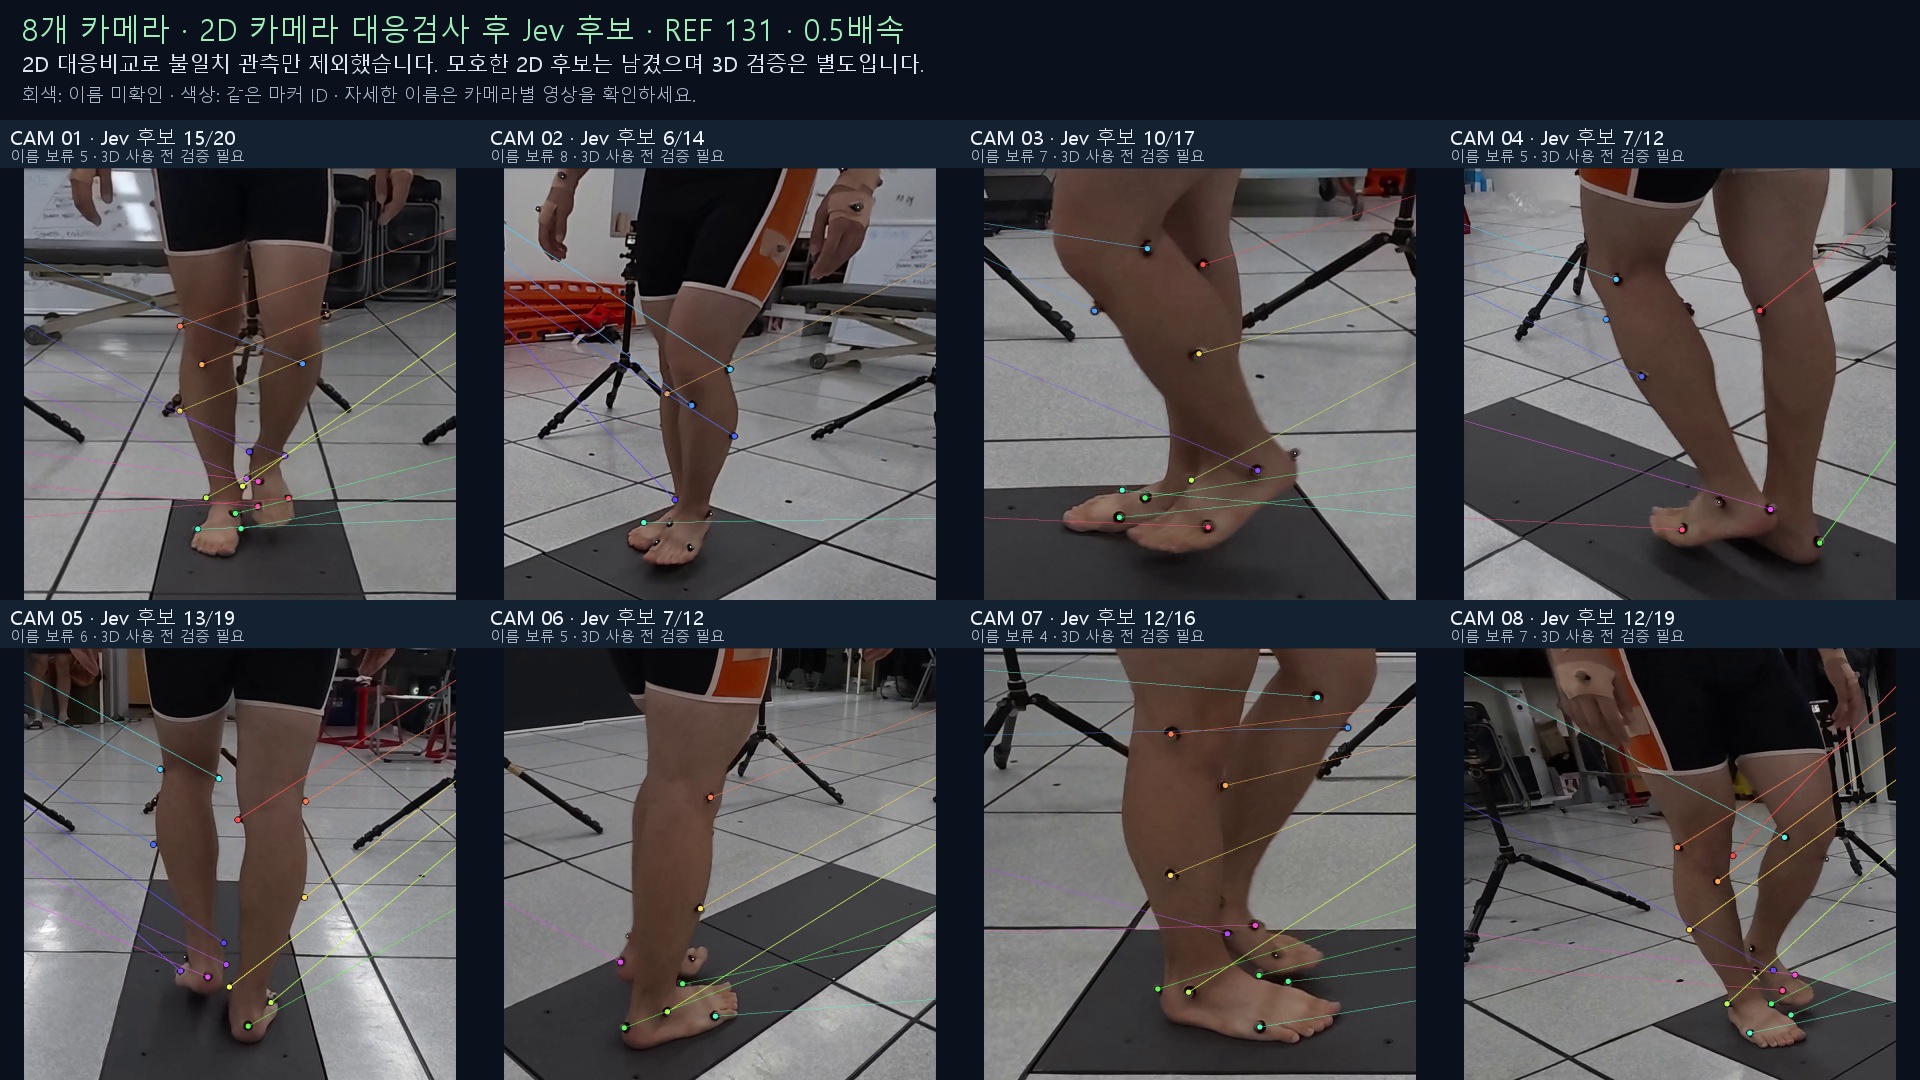 8개 카메라 · 2D 카메라 대응검사 후 Jev 후보 · REF 131 · 0.5배속
2D 대응비교로 불일치 관측만 제외했습니다. 모호한 2D 후보는 남겼으며 3D 검증은 별도입니다.
회색: 이름 미확인 · 색상: 같은 마커 ID · 자세한 이름은 카메라별 영상을 확인하세요.
CAM 01 · Jev 후보 15/20
이름 보류 5 · 3D 사용 전 검증 필요
CAM 02 · Jev 후보 6/14
이름 보류 8 · 3D 사용 전 검증 필요
CAM 03 · Jev 후보 10/17
이름 보류 7 · 3D 사용 전 검증 필요
CAM 04 · Jev 후보 7/12
이름 보류 5 · 3D 사용 전 검증 필요
CAM 05 · Jev 후보 13/19
이름 보류 6 · 3D 사용 전 검증 필요
CAM 06 · Jev 후보 7/12
이름 보류 5 · 3D 사용 전 검증 필요
CAM 07 · Jev 후보 12/16
이름 보류 4 · 3D 사용 전 검증 필요
CAM 08 · Jev 후보 12/19
이름 보류 7 · 3D 사용 전 검증 필요